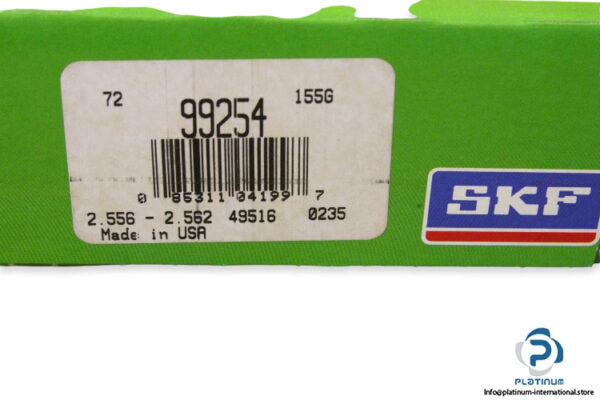 72 155G
99254
0 85311 04199 7
2.556 - 2.562 49516 0235
Made in USA
SKF
PLATINUM
Info@platinum-international.store